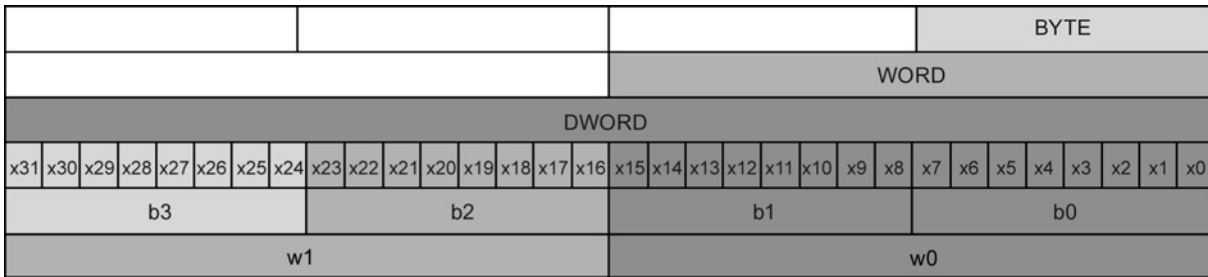 BYTE
WORD
DWORD
x31 x30 x29 x28 x27 x26 x25 x24 x23 x22 x21 x20 x19 x18 x17 x16 x15 x14 x13 x12 x11 x10 x9 x8 x7 x6 x5 x4 x3 x2 x1 x0
b3 b2 b1 b0
w1 w0